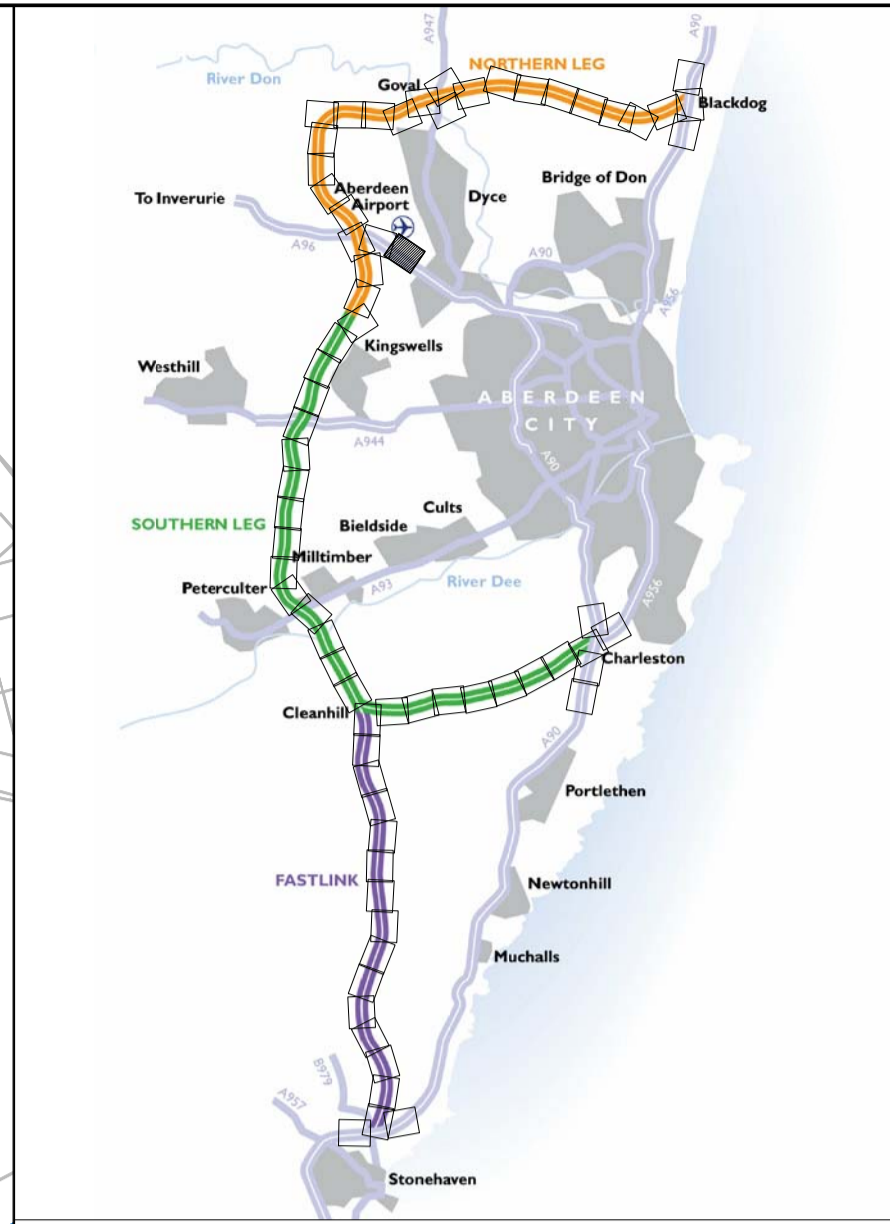 A947
A90
NORTHERN LEG
River Don
Goval
Blackdog
Aberdeen
Airport
Bridge of Don
To Inverurie
Dyce
A96
A90
A956
Kingswells
Westhill
ABERDEEN
CITY
A944
A90
Cults
SOUTHERN LEG
Bieldside
Milltimber
Peterculter
A93
River Dee
A956
Charleston
Cleanhill
A90
Portlethen
FASTLINK
Newtonhill
Muchalls
B979
A957
Stonehaven